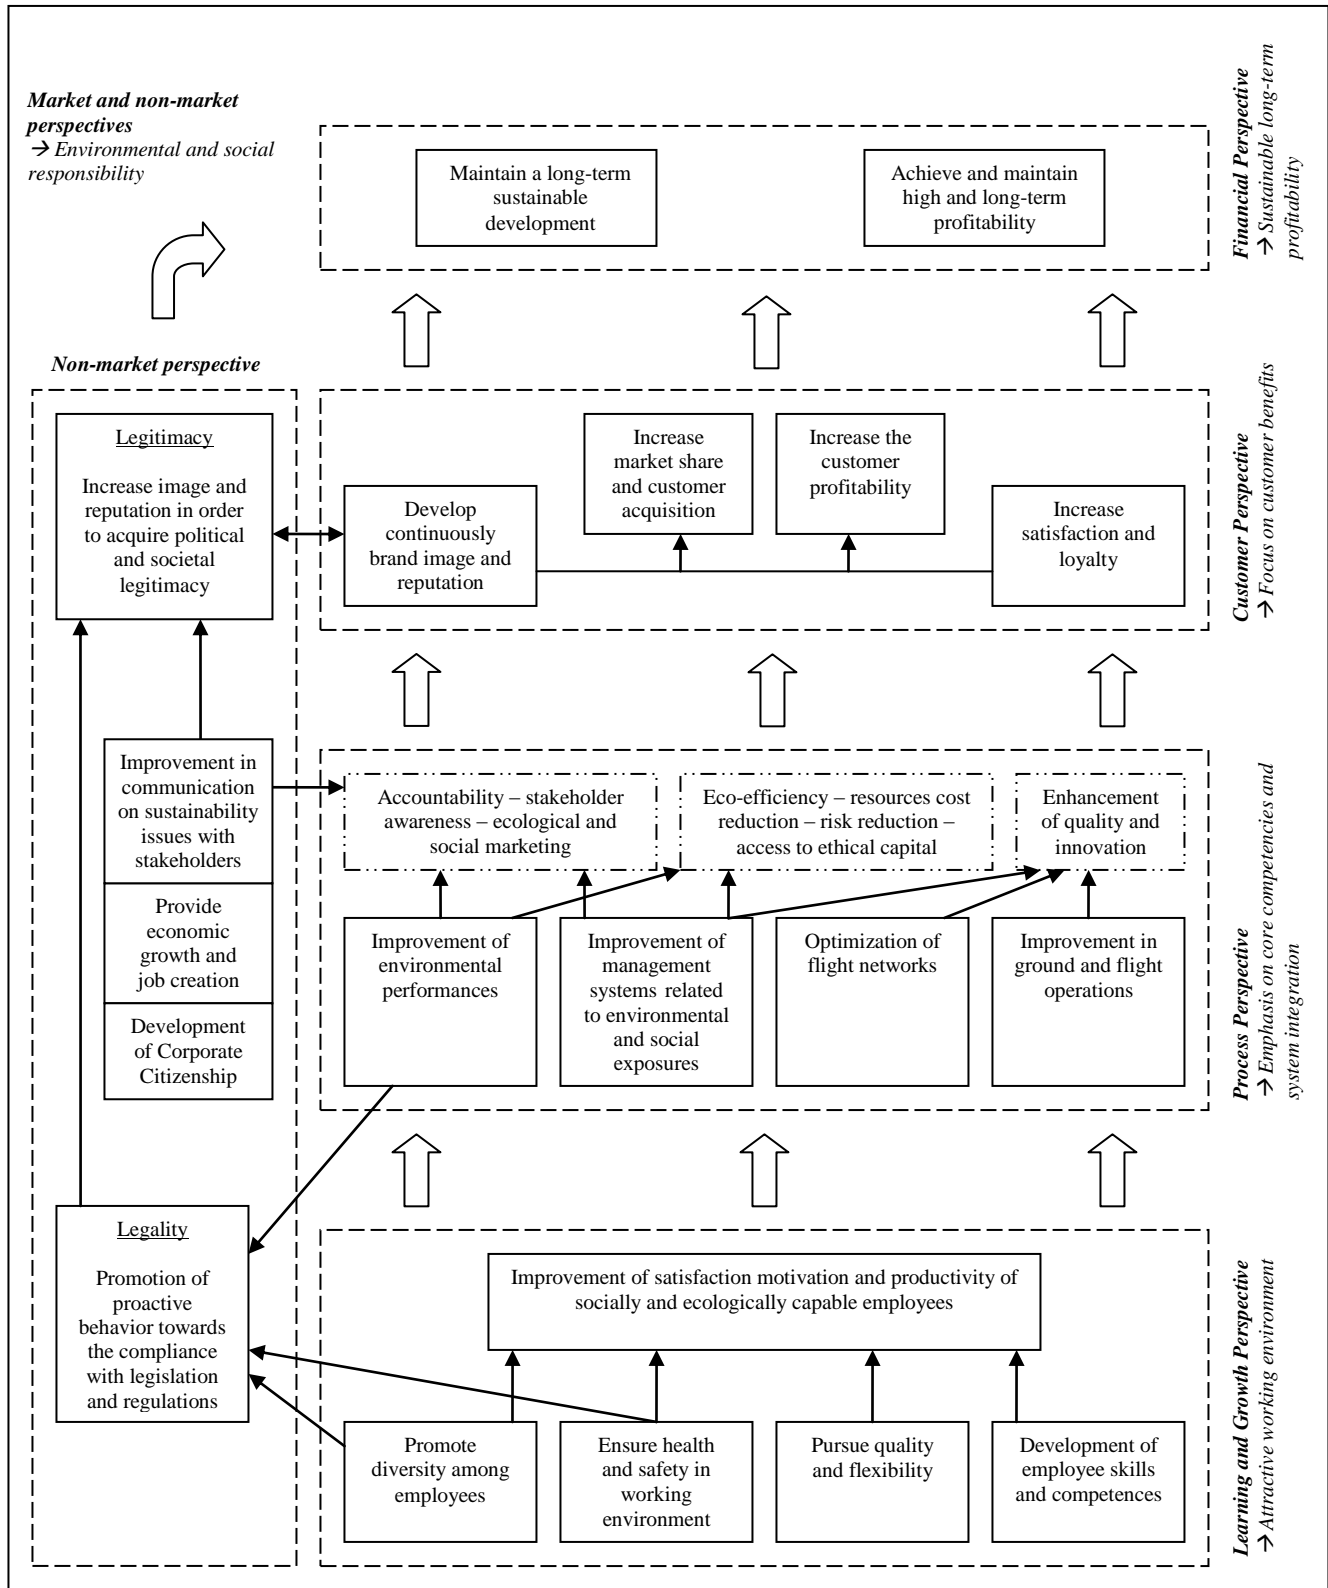 Market and non-market
perspectives
→ Environmental and social
responsibility
Maintain a long-term
sustainable
development
Achieve and maintain
high and long-term
profitability
Financial Perspective
→ Sustainable long-term
profitability
Non-market perspective
Legitimacy
Increase image and
reputation in order
to acquire political
and societal
legitimacy
Develop
continuously
brand image and
reputation
Increase
market share
and customer
acquisition
Increase the
customer
profitability
Increase
satisfaction and
loyalty
Customer Perspective
→ Focus on customer benefits
Improvement in
communication
on sustainability
issues with
stakeholders
Provide
economic
growth and
job creation
Development
of Corporate
Citizenship
Accountability – stakeholder
awareness – ecological and
social marketing
Eco-efficiency – resources cost
reduction – risk reduction –
access to ethical capital
Enhancement
of quality and
innovation
Improvement of
environmental
performances
Improvement of
management
systems related
to environmental
and social
exposures
Optimization of
flight networks
Improvement in
ground and flight
operations
Process Perspective
→ Emphasis on core competencies and
system integration
Legality
Promotion of
proactive
behavior towards
the compliance
with legislation
and regulations
Improvement of satisfaction motivation and productivity of
socially and ecologically capable employees
Promote
diversity among
employees
Ensure health
and safety in
working
environment
Pursue quality
and flexibility
Development of
employee skills
and competences
Learning and Growth Perspective
→ Attractive working environment